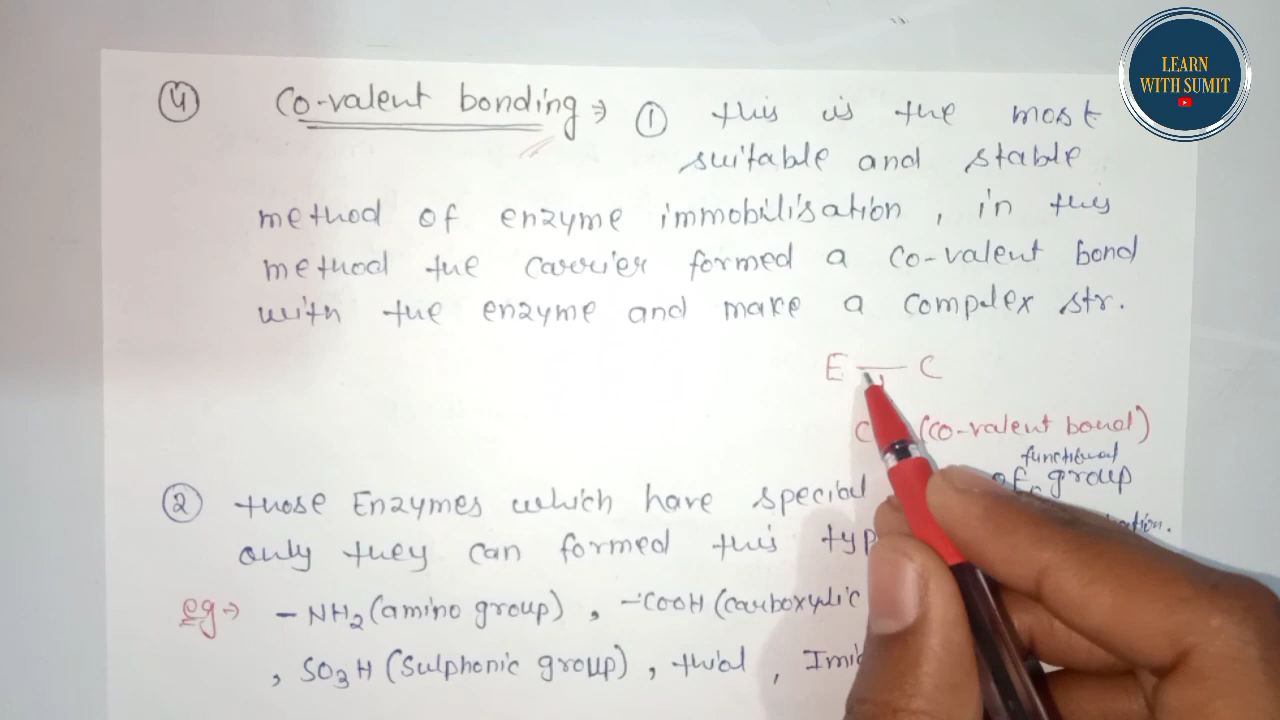 LEARN
WITH SUMIT
④ Co-valent bonding → ① this is the most
suitable and stable
method of enzyme immobilisation, in this
method the carrier formed a co-valent bond
with the enzyme and make a complex str.
E — C
(co-valent bond)
functional
② those Enzymes which have special of group
only they can formed this
eg → - NH2 (amino group), -COOH (carboxylic
, SO3H (Sulphonic group), thiol,